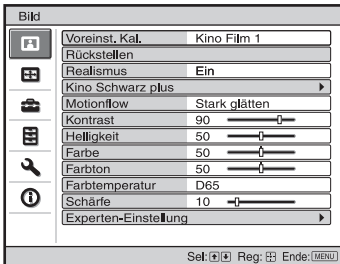 Bild
Voreinst. Kal. Kino Film 1
Rückstellen
Realismus Ein
Kino Schwarz plus
Motionflow Stark glätten
Kontrast 90
Helligkeit 50
Farbe 50
Farbton 50
Farbtemperatur D65
Schärfe 10
Experten-Einstellung
Sel: Reg: Ende: MENU